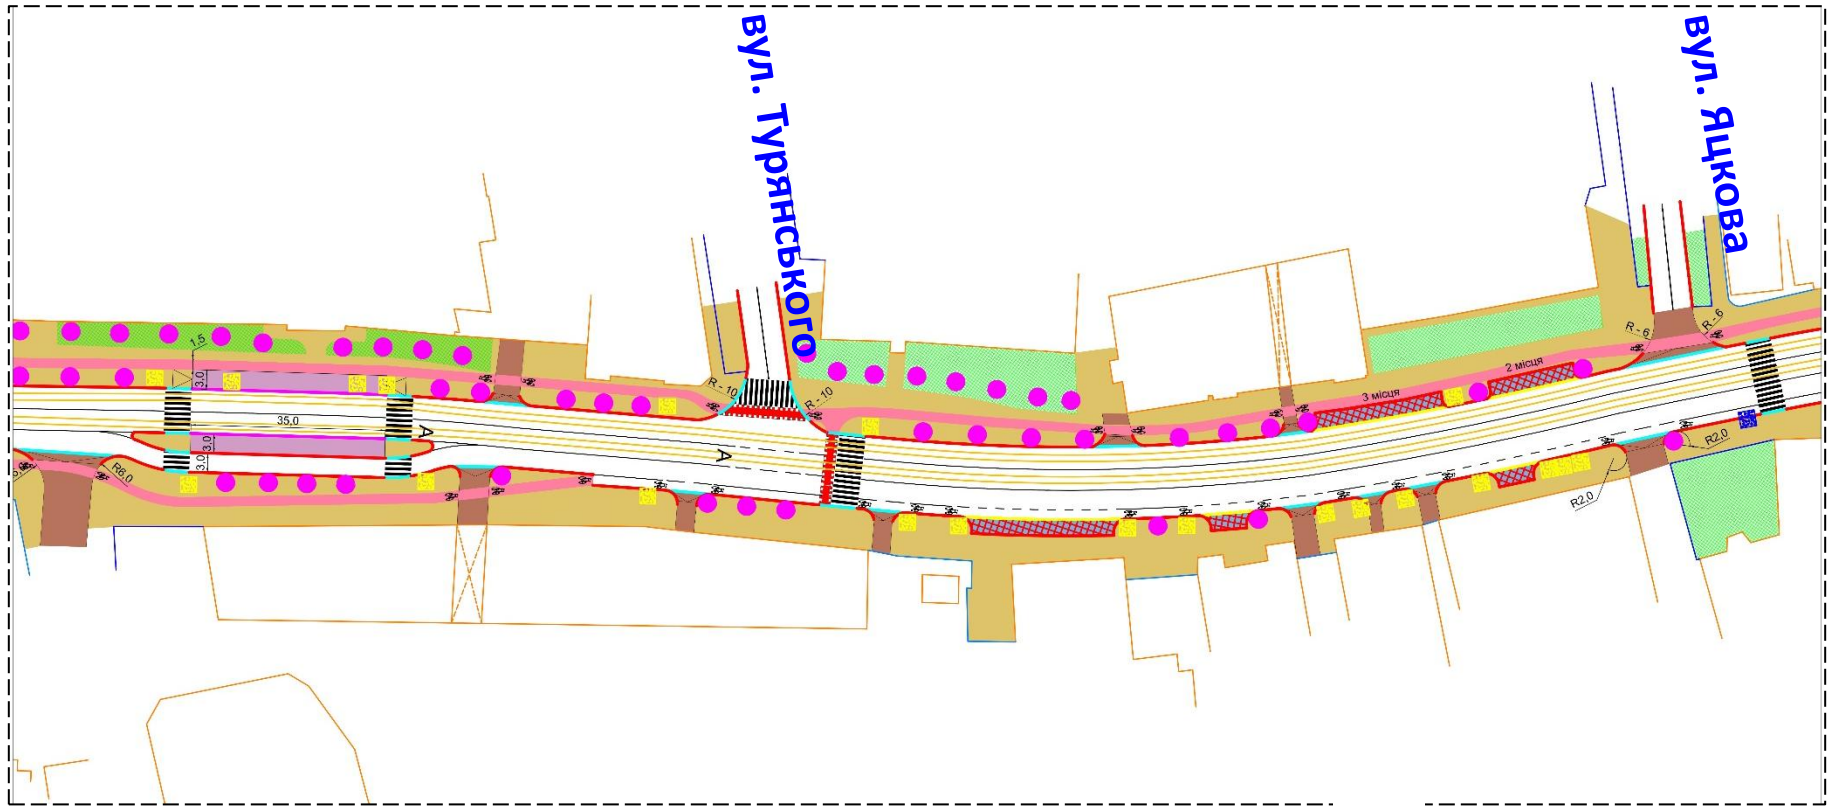 вул. Турянського
вул. Яцкова
1,5
3,0
35,0
3,0
3,0
R6,0
A
A
R - 10
R - 10
3 місця
2 місця
R - 6
R - 6
R2,0
R2,0